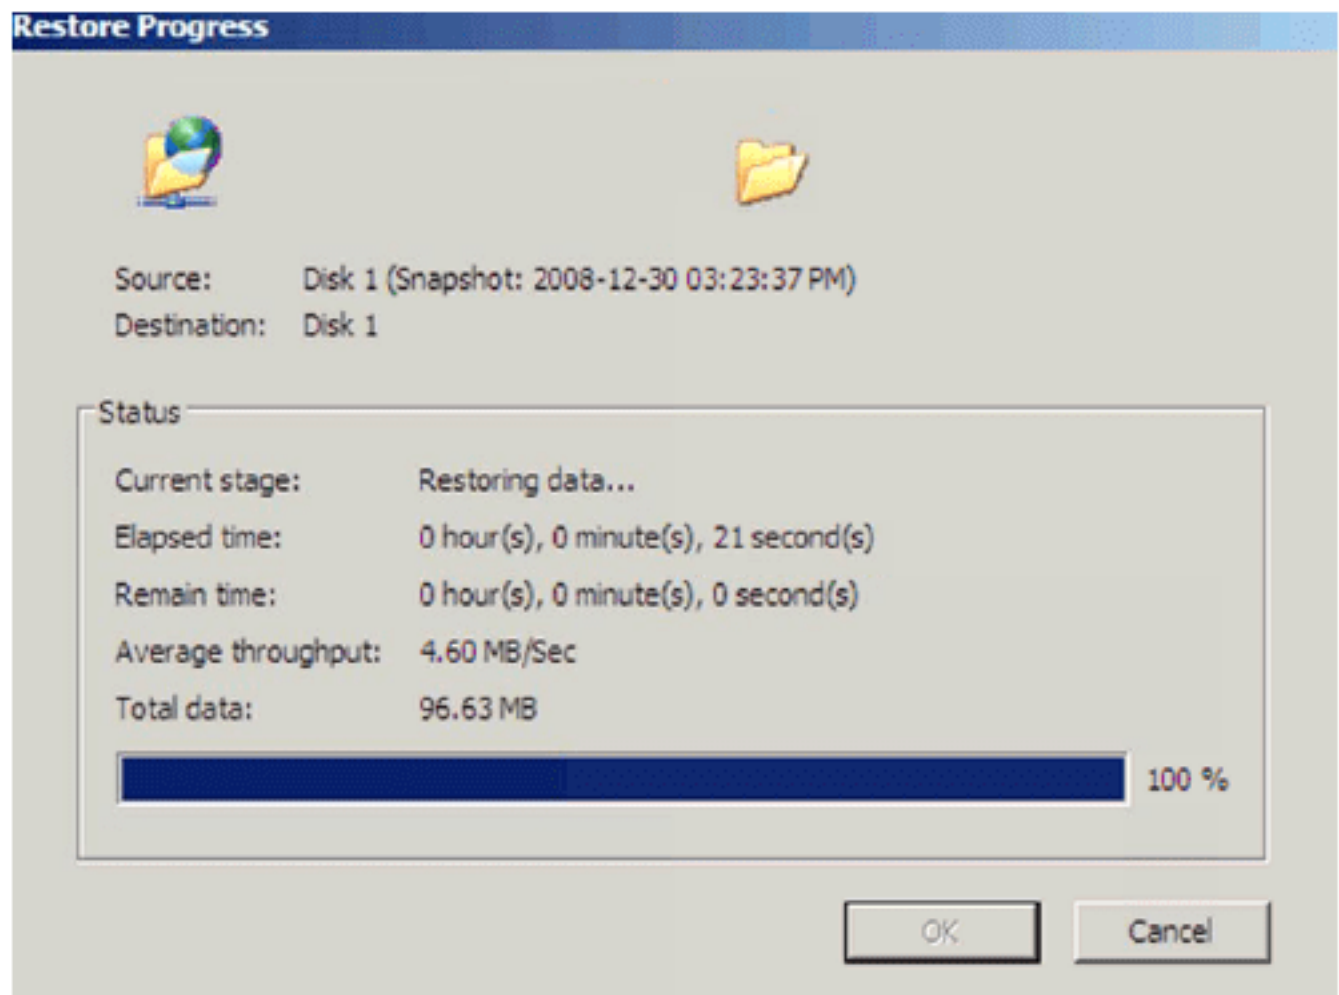 Restore Progress
Source: Disk 1 (Snapshot: 2008-12-30 03:23:37 PM)
Destination: Disk 1
Status
Current stage: Restoring data...
Elapsed time: 0 hour(s), 0 minute(s), 21 second(s)
Remain time: 0 hour(s), 0 minute(s), 0 second(s)
Average throughput: 4.60 MB/Sec
Total data: 96.63 MB
100 %
OK Cancel